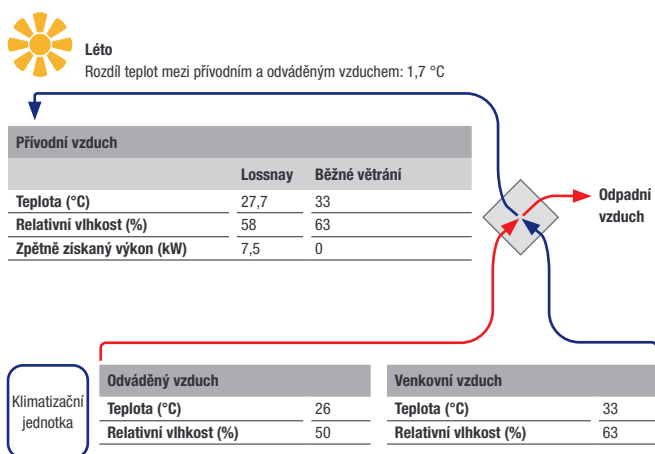 Léto
Rozdíl teplot mezi přívodním a odváděným vzduchem: 1,7 °C
Přívodní vzduch
Lossnay Běžné větrání
Teplota (°C) 27,7 33
Relativní vlhkost (%) 58 63
Zpětně získaný výkon (kW) 7,5 0
Odpadní
vzduch
Klimatizační
jednotka
Odváděný vzduch
Teplota (°C) 26
Relativní vlhkost (%) 50
Venkovní vzduch
Teplota (°C) 33
Relativní vlhkost (%) 63